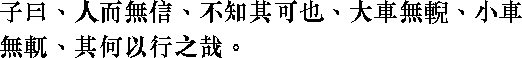 子曰、人而無信、不知其可也、大車無輗、小車
無軏、其何以行之哉。